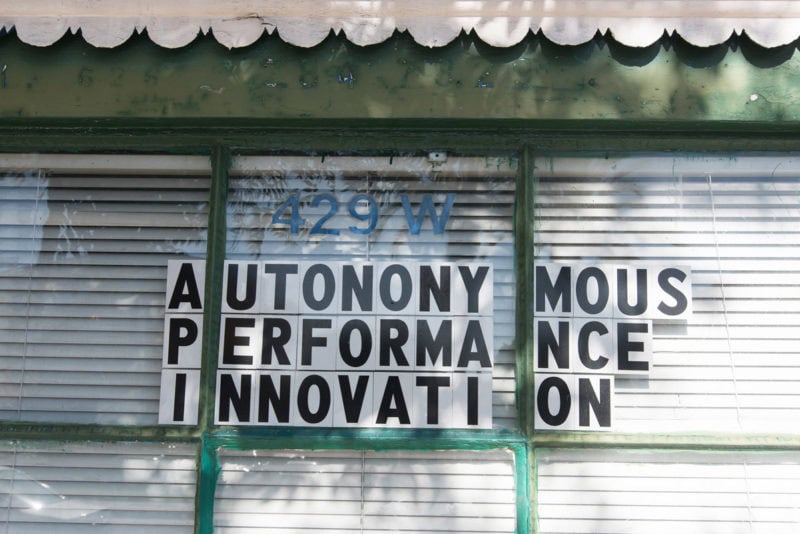 429 W
AUTONONYMOUS
PERFORMANCE
INNOVATION